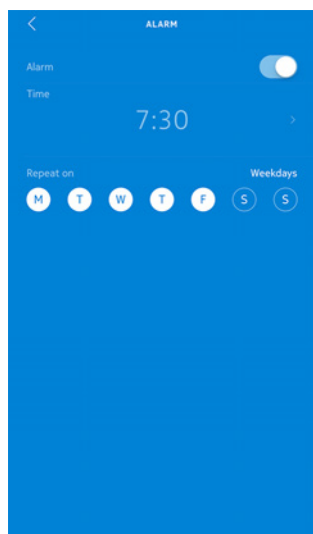 ALARM
Alarm
Time
7:30
Repeat on Weekdays
M T W T F S S